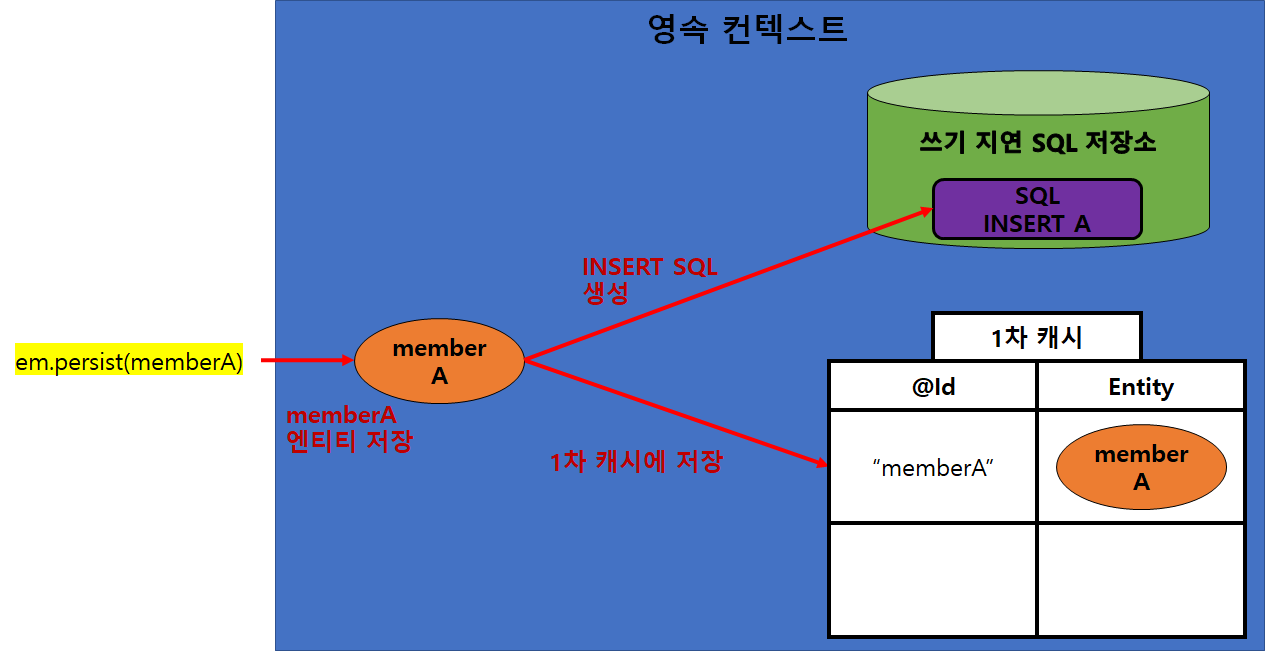 영속 컨텍스트
쓰기 지연 SQL 저장소
SQL
INSERT A
INSERT SQL
생성
em.persist(memberA)
member
A
memberA
엔티티 저장
1차 캐시에 저장
1차 캐시
@Id
Entity
“memberA”
member
A